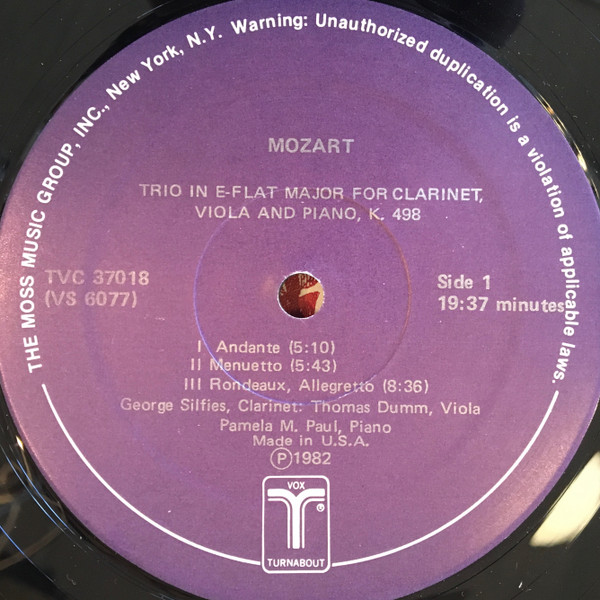 THE MOSS MUSIC GROUP, INC., New York, N.Y. Warning: Unauthorized duplication is a violation of applicable laws.
MOZART
TRIO IN E-FLAT MAJOR FOR CLARINET,
VIOLA AND PIANO, K. 498
TVC 37018
(VS 6077)
Side 1
19:37 minutes
I Andante (5:10)
II Menuetto (5:43)
III Rondeaux, Allegretto (8:36)
George Silfies, Clarinet: Thomas Dumm, Viola
Pamela M. Paul, Piano
Made in U.S.A.
Ⓟ1982
VOX
®
TURNABOUT